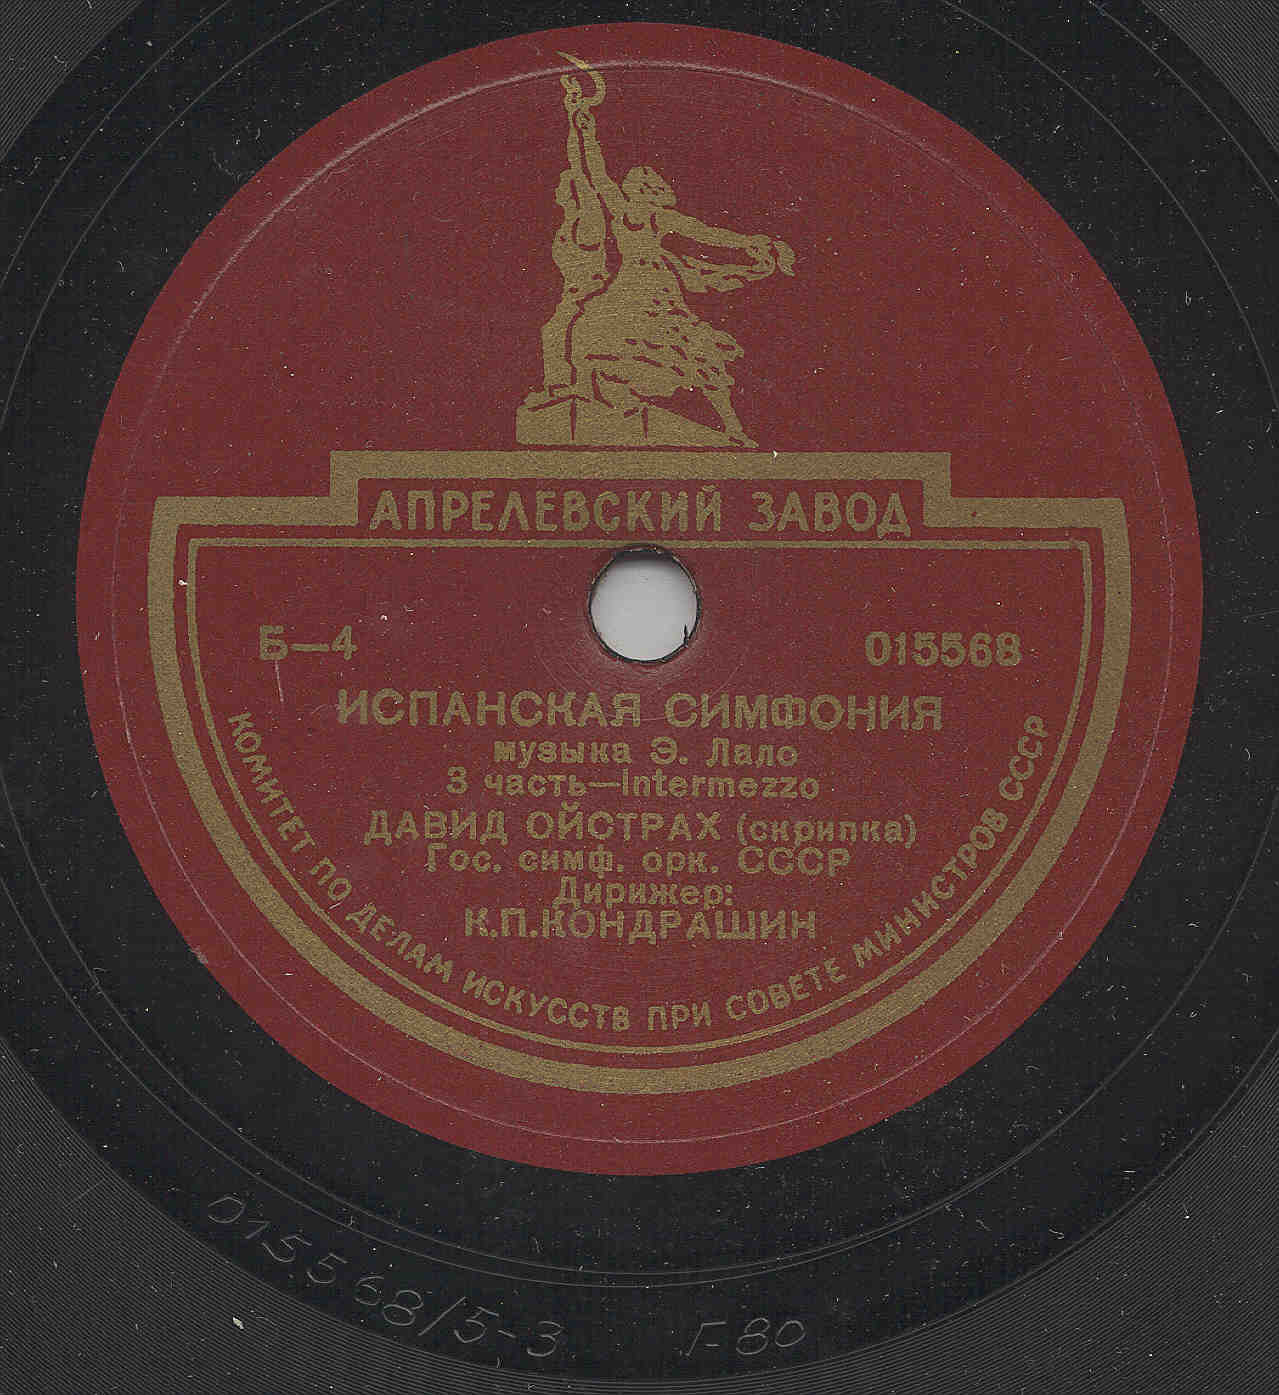 АПРЕЛЕВСКИЙ ЗАВОД
Б—4
015568
ИСПАНСКАЯ СИМФОНИЯ
музыка Э. Лало
3 часть—Intermezzo
ДАВИД ОЙСТРАХ (скрипка)
Гос. симф. орк. СССР
Дирижер:
К.П.КОНДРАШИН
КОМИТЕТ ПО ДЕЛАМ ИСКУССТВ ПРИ СОВЕТЕ МИНИСТРОВ СССР
015568/5-3
Г-80